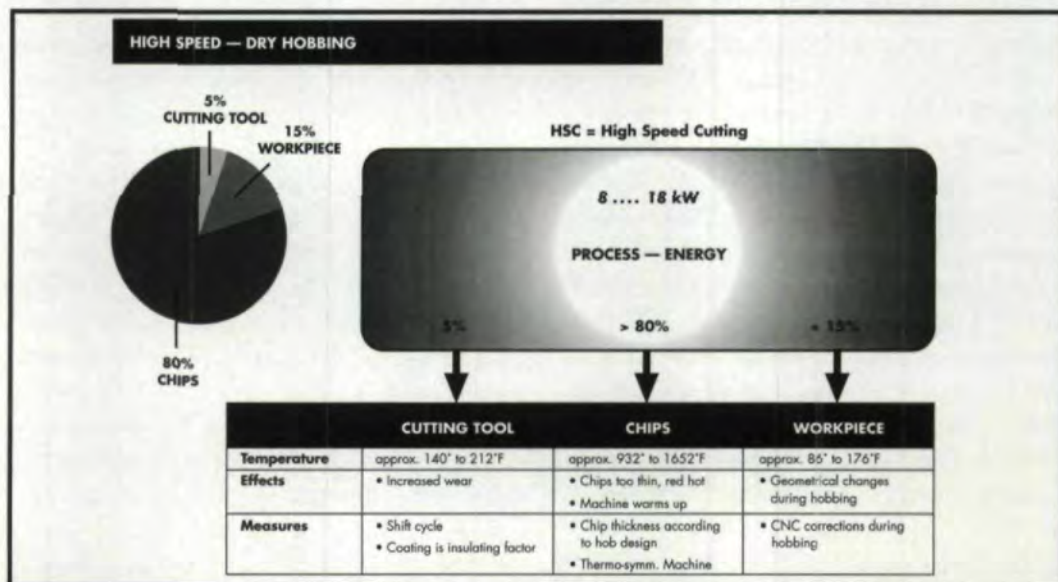 HIGH SPEED — DRY HOBBING
5%
CUTTING TOOL
15%
WORKPIECE
80%
CHIPS
HSC = High Speed Cutting
8 .... 18 kW
PROCESS — ENERGY
5% > 80% < 15%
CUTTING TOOL CHIPS WORKPIECE
Temperature approx. 140° to 212°F approx. 932° to 1652°F approx. 86° to 176°F
Effects • Increased wear • Chips too thin, red hot • Geometrical changes
• Machine warms up during hobbing
Measures • Shift cycle • Chip thickness according • CNC corrections during
• Coating is insulating factor to hob design hobbing
• Thermo-symm. Machine